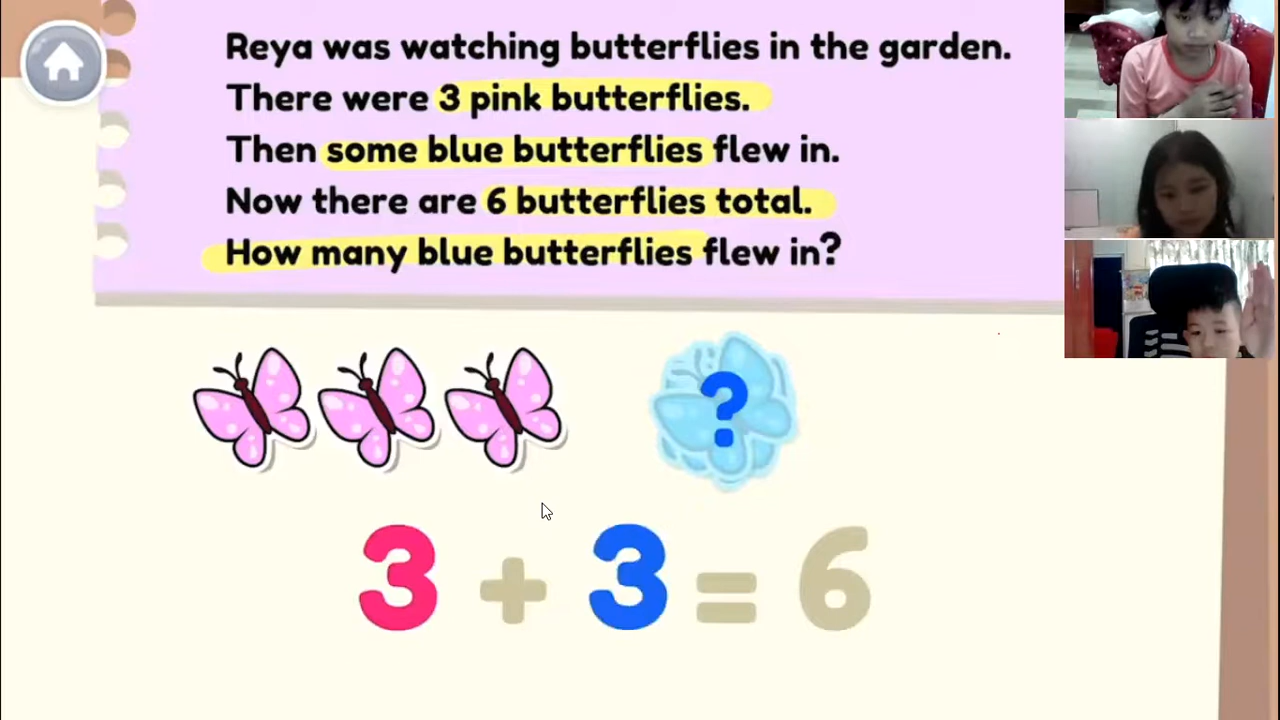 Reya was watching butterflies in the garden.
There were 3 pink butterflies.
Then some blue butterflies flew in.
Now there are 6 butterflies total.
How many blue butterflies flew in?
?
3 + 3 = 6